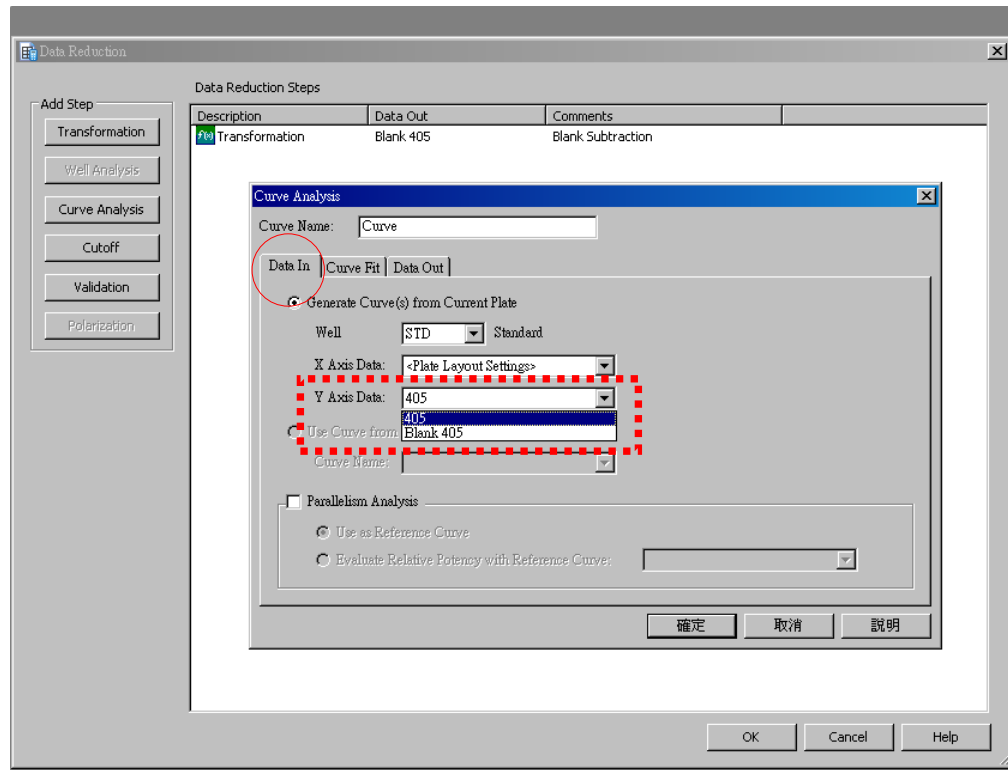 Data Reduction
Data Reduction Steps
Add Step
Description Data Out Comments
Transformation Blank 405 Blank Subtraction
Transformation
Well Analysis
Curve Analysis
Cutoff
Validation
Polarization
Curve Analysis
Curve Name: Curve
Data In Curve Fit Data Out
Generate Curve(s) from Current Plate
Well STD Standard
X Axis Data: <Plate Layout Settings>
Y Axis Data: 405
405
Blank 405
Use Curve from
Curve Name:
Parallelism Analysis
Use as Reference Curve
Evaluate Relative Potency with Reference Curve:
確定 取消 說明
OK Cancel Help